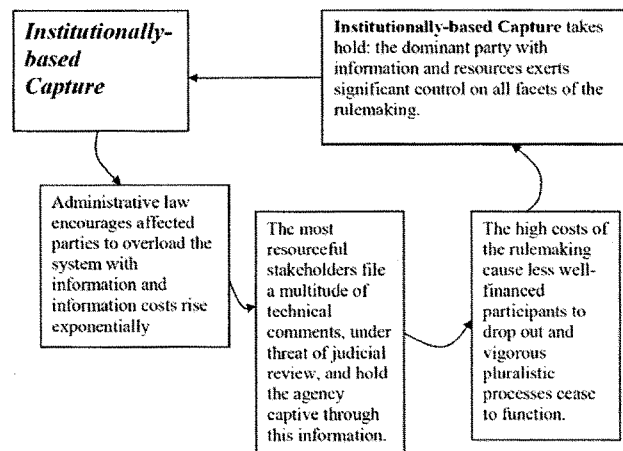 Institutionally-
based
Capture
Institutionally-based Capture takes
hold: the dominant party with
information and resources exerts
significant control on all facets of the
rulemaking.
Administrative law
encourages affected
parties to overload the
system with
information and
information costs rise
exponentially
The most
resourceful
stakeholders file
a multitude of
technical
comments, under
threat of judicial
review, and hold
the agency
captive through
this information.
The high costs of
the rulemaking
cause less well-
financed
participants to
drop out and
vigorous
pluralistic
processes cease
to function.